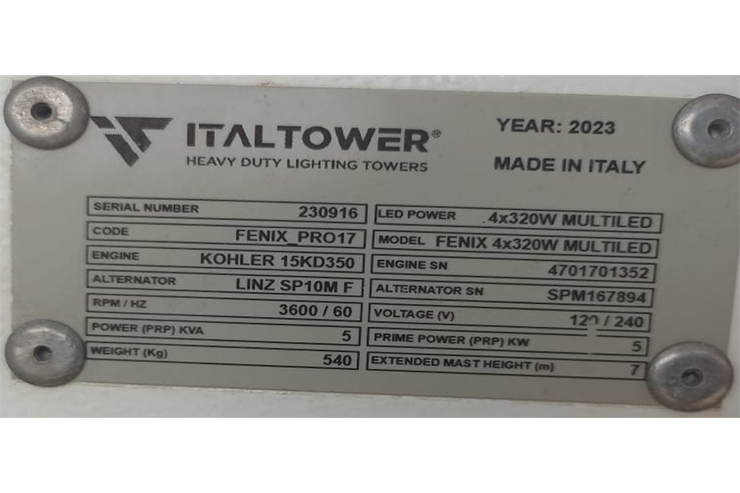 ITALTOWER®
HEAVY DUTY LIGHTING TOWERS
YEAR: 2023
MADE IN ITALY
SERIAL NUMBER 230916
LED POWER 4x320W MULTILED
CODE FENIX_PRO17
MODEL FENIX 4x320W MULTILED
ENGINE KOHLER 15KD350
ENGINE SN 4701701352
ALTERNATOR LINZ SP10M F
ALTERNATOR SN SPM167894
RPM / HZ 3600 / 60
VOLTAGE (V) 120 / 240
POWER (PRP) KVA 5
PRIME POWER (PRP) KW 5
WEIGHT (Kg) 540
EXTENDED MAST HEIGHT (m) 7